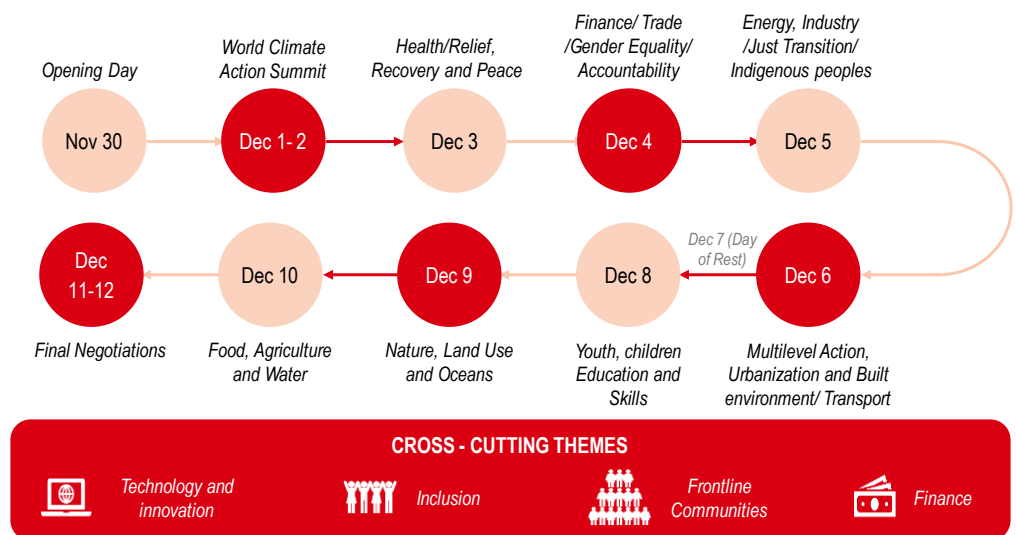 Opening Day
World Climate
Action Summit
Health/Relief,
Recovery and Peace
Finance/ Trade
/Gender Equality/
Accountability
Energy, Industry
/Just Transition/
Indigenous peoples
Nov 30
Dec 1- 2
Dec 3
Dec 4
Dec 5
Dec 6
Dec 7 (Day
of Rest)
Dec 8
Dec 9
Dec 10
Dec
11-12
Multilevel Action,
Urbanization and Built
environment/ Transport
Youth, children
Education and
Skills
Nature, Land Use
and Oceans
Food, Agriculture
and Water
Final Negotiations
CROSS - CUTTING THEMES
Technology and
innovation
Inclusion
Frontline
Communities
Finance